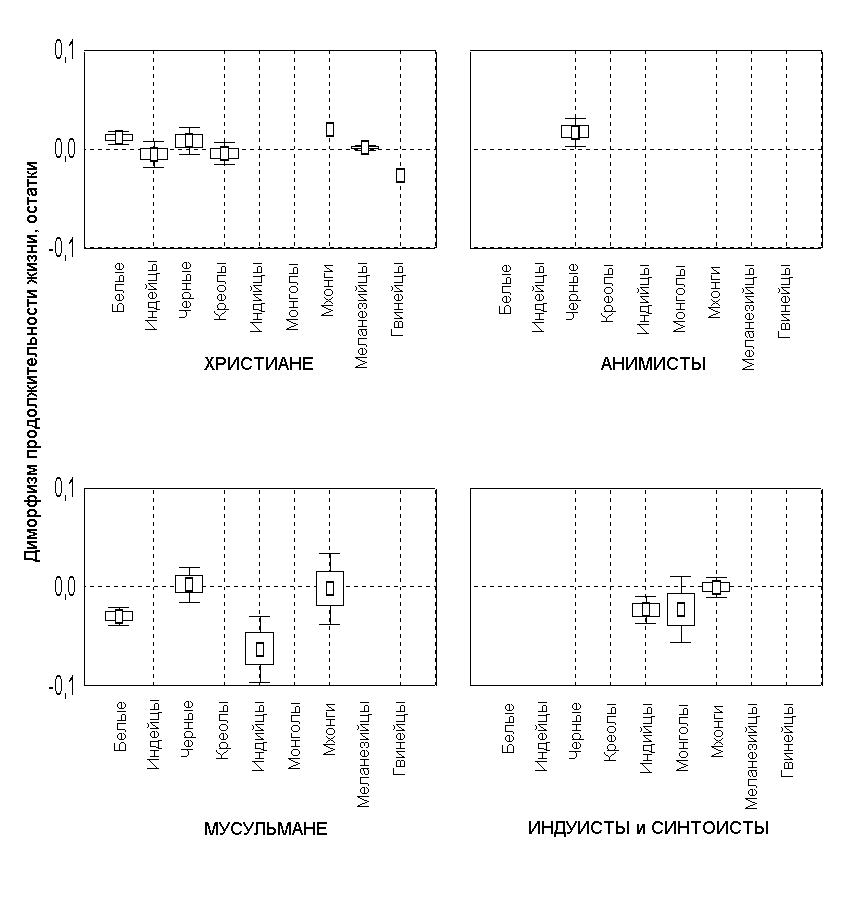 Диморфизм продолжительности жизни, остатки
0,1
0,0
-0,1
Белые
Индейцы
Черные
Креолы
Индийцы
Монголы
Мхонги
Меланезийцы
Гвинейцы
ХРИСТИАНЕ
Белые
Индейцы
Черные
Креолы
Индийцы
Монголы
Мхонги
Меланезийцы
Гвинейцы
АНИМИСТЫ
0,1
0,0
-0,1
Белые
Индейцы
Черные
Креолы
Индийцы
Монголы
Мхонги
Меланезийцы
Гвинейцы
МУСУЛЬМАНЕ
Белые
Индейцы
Черные
Креолы
Индийцы
Монголы
Мхонги
Меланезийцы
Гвинейцы
ИНДУИСТЫ и СИНТОИСТЫ